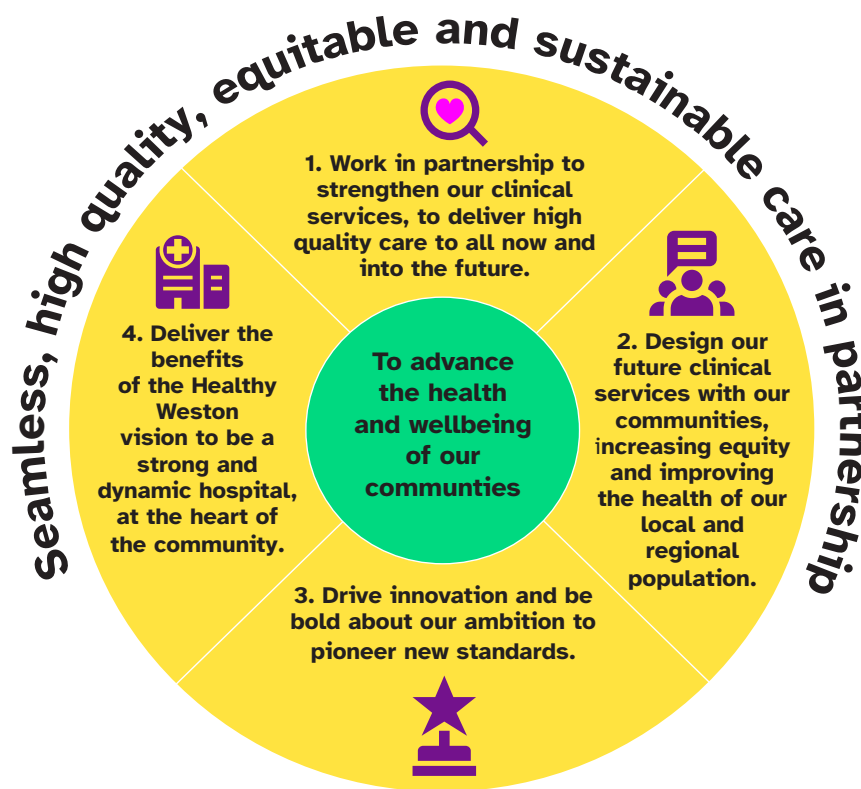 Seamless, high quality, equitable and sustainable care in partnership
1. Work in partnership to
strengthen our clinical
services, to deliver high
quality care to all now and
into the future.
2. Design our
future clinical
services with our
communities,
increasing equity
and improving
the health of our
local and
regional
population.
3. Drive innovation and be
bold about our ambition to
pioneer new standards.
4. Deliver the
benefits
of the Healthy
Weston
vision to be a
strong and
dynamic hospital,
at the heart of
the community.
To advance
the health
and wellbeing
of our
communties